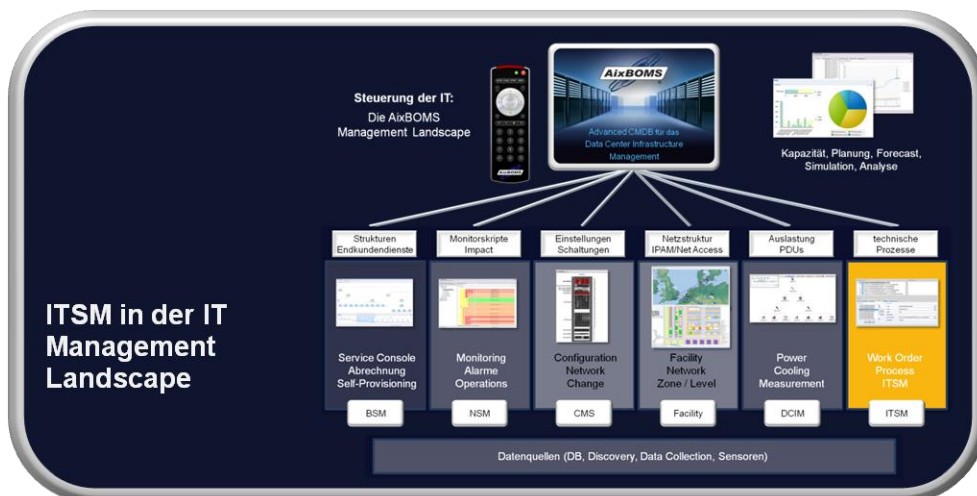 AixBOMS
Steuerung der IT:
Die AixBOMS
Management Landscape
AixBOMS
Advanced CMDB für das
Data Center Infrastructure
Management
Kapazität, Planung, Forecast,
Simulation, Analyse
Strukturen
Endkundendienste
Monitorskripte
Impact
Einstellungen
Schaltungen
Netzstruktur
IPAM/Net Access
Auslastung
PDUs
technische
Prozesse
ITSM in der IT
Management
Landscape
Service Console
Abrechnung
Self-Provisioning
Monitoring
Alarme
Operations
Configuration
Network
Change
Facility
Network
Zone / Level
Power
Cooling
Measurement
Work Order
Process
ITSM
BSM
NSM
CMS
Facility
DCIM
ITSM
Datenquellen (DB, Discovery, Data Collection, Sensoren)